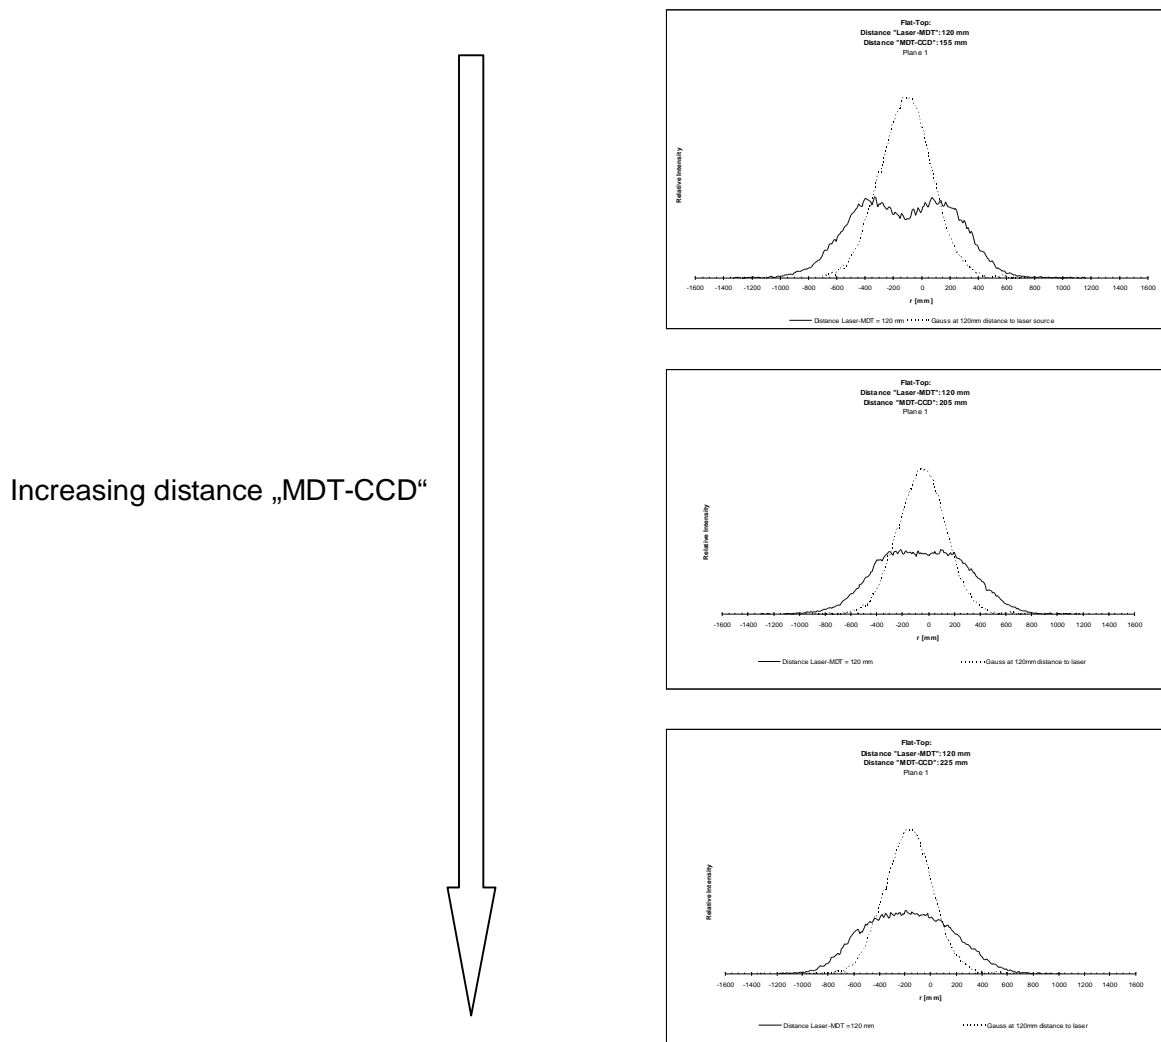 Increasing distance „MDT-CCD“
Flat-Top:
Distance "Laser-MDT": 120 mm
Distance "MDT-CCD": 155 mm
Plane 1
Relative Intensity
-1600 -1400 -1200 -1000 -800 -600 -400 -200 0 200 400 600 800 1000 1200 1400 1600
r [mm]
Distance Laser-MDT = 120 mm Gauss at 120mm distance to laser source
Flat-Top:
Distance "Laser-MDT": 120 mm
Distance "MDT-CCD": 205 mm
Plane 1
Relative Intensity
-1600 -1400 -1200 -1000 -800 -600 -400 -200 0 200 400 600 800 1000 1200 1400 1600
r [mm]
Distance Laser-MDT = 120 mm Gauss at 120mm distance to laser
Flat-Top:
Distance "Laser-MDT": 120 mm
Distance "MDT-CCD": 225 mm
Plane 1
Relative Intensity
-1600 -1400 -1200 -1000 -800 -600 -400 -200 0 200 400 600 800 1000 1200 1400 1600
r [mm]
Distance Laser-MDT = 120 mm Gauss at 120mm distance to laser